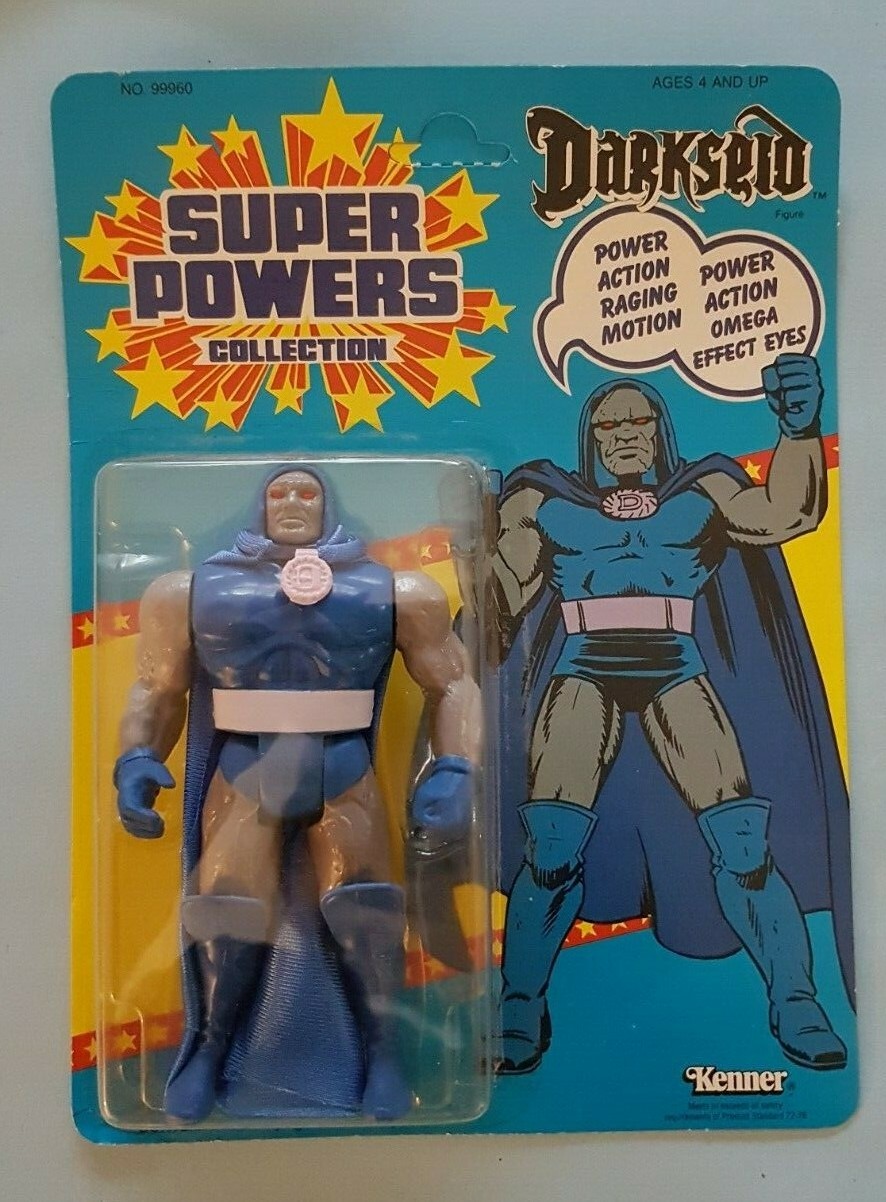 NO. 99960
AGES 4 AND UP
SUPER
POWERS
COLLECTION
DARKSEID
TM
Figure
POWER
ACTION
RAGING
MOTION
POWER
ACTION
OMEGA
EFFECT EYES
D
Kenner®